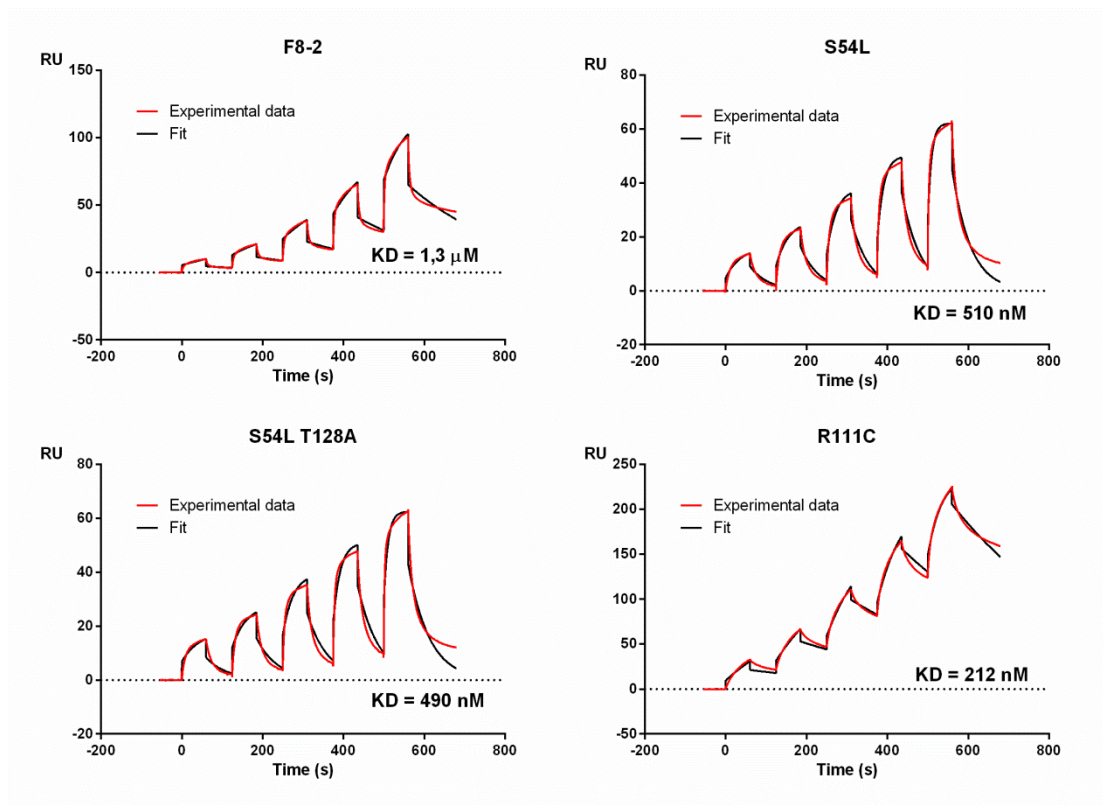 F8-2
RU
150
100
50
0
-50
Experimental data
Fit
KD = 1,3 μM
-200 0 200 400 600 800
Time (s)
S54L
RU
80
60
40
20
0
-20
Experimental data
Fit
KD = 510 nM
-200 0 200 400 600 800
Time (s)
S54L T128A
RU
80
60
40
20
0
-20
Experimental data
Fit
KD = 490 nM
-200 0 200 400 600 800
Time (s)
R111C
RU
250
200
150
100
50
0
-50
Experimental data
Fit
KD = 212 nM
-200 0 200 400 600 800
Time (s)